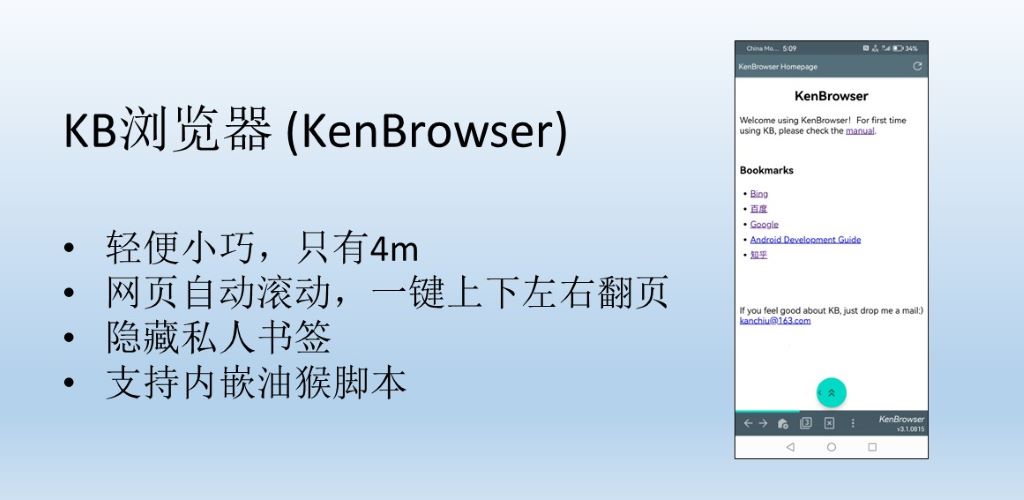 KB浏览器 (KenBrowser)
• 轻便小巧，只有4m
• 网页自动滚动，一键上下左右翻页
• 隐藏私人书签
• 支持内嵌油猴脚本
China Mo... 5:09 34%
KenBrowser Homepage
KenBrowser
Welcome using KenBrowser! For first time
using KB, please check the manual.
Bookmarks
• Bing
• 百度
• Google
• Android Development Guide
• 知乎
If you feel good about KB, just drop me a mail:)
kanchiu@163.com
3
KenBrowser
v3.1.0815